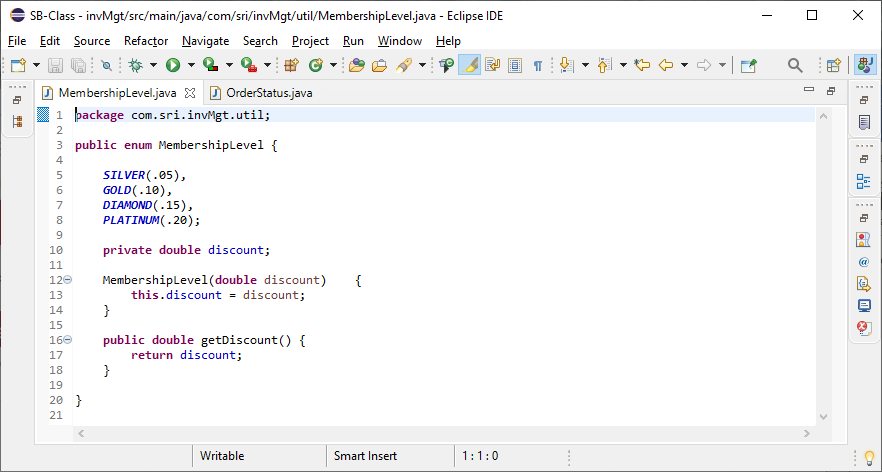 SB-Class - invMgt/src/main/java/com/sri/invMgt/util/MembershipLevel.java - Eclipse IDE
File Edit Source Refactor Navigate Search Project Run Window Help
MembershipLevel.java OrderStatus.java
1 package com.sri.invMgt.util;
2
3 public enum MembershipLevel {
4
5 SILVER(.05),
6 GOLD(.10),
7 DIAMOND(.15),
8 PLATINUM(.20);
9
10 private double discount;
11
12 MembershipLevel(double discount) {
13 this.discount = discount;
14 }
15
16 public double getDiscount() {
17 return discount;
18 }
19
20 }
21
Writable Smart Insert 1 : 1 : 0